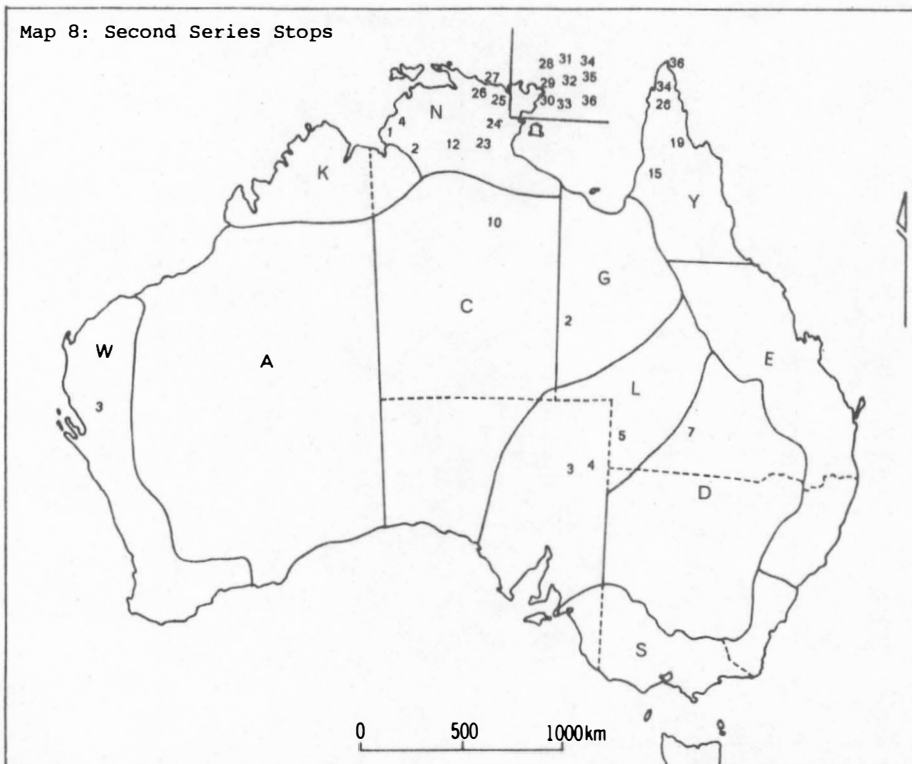 Map 8: Second Series Stops
28 31 34 36
27 29 32 35 34
26 25 30 33 36 26
N
4 24
1
2 12 23 19
K 15
Y
10
G
C 2
W E
A
L
3
7
5
3 4
D
S
0 500 1000km